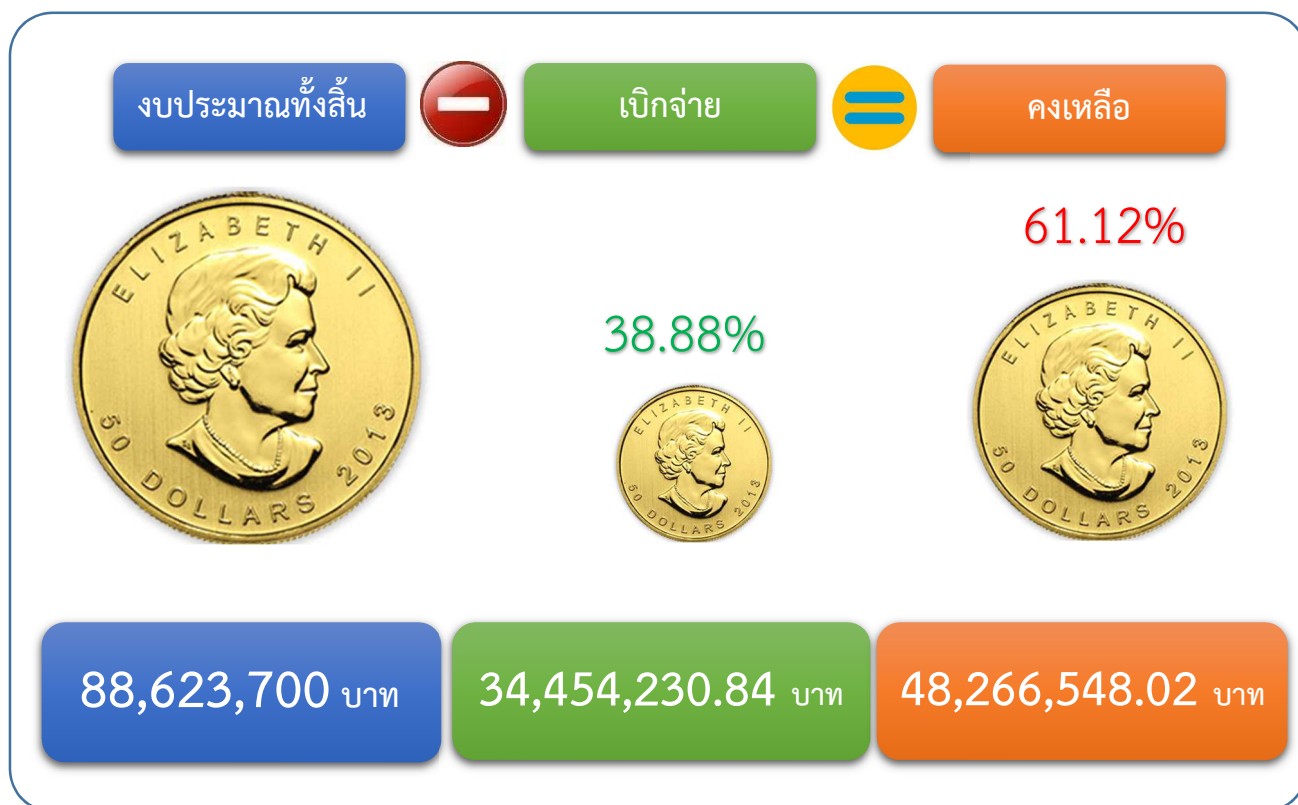 งบประมาณทั้งสิ้น เบิกจ่าย คงเหลือ
61.12%
38.88%
ELIZABETH II
50 DOLLARS 2013
ELIZABETH II
50 DOLLARS 2013
ELIZABETH II
50 DOLLARS 2013
88,623,700 บาท 34,454,230.84 บาท 48,266,548.02 บาท